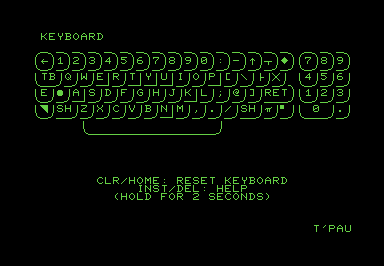 KEYBOARD
← 1 2 3 4 5 6 7 8 9 0 : - ↑ ┬ ◆ 7 8 9
TB Q W E R T Y U I O P [ \ ├ X 4 5 6
E ● A S D F G H J K L ; @ ] RET 1 2 3
◥ SH Z X C V B N M , . / SH π ▘ 0 .
CLR/HOME: RESET KEYBOARD
INST/DEL: HELP
(HOLD FOR 2 SECONDS)
T'PAU